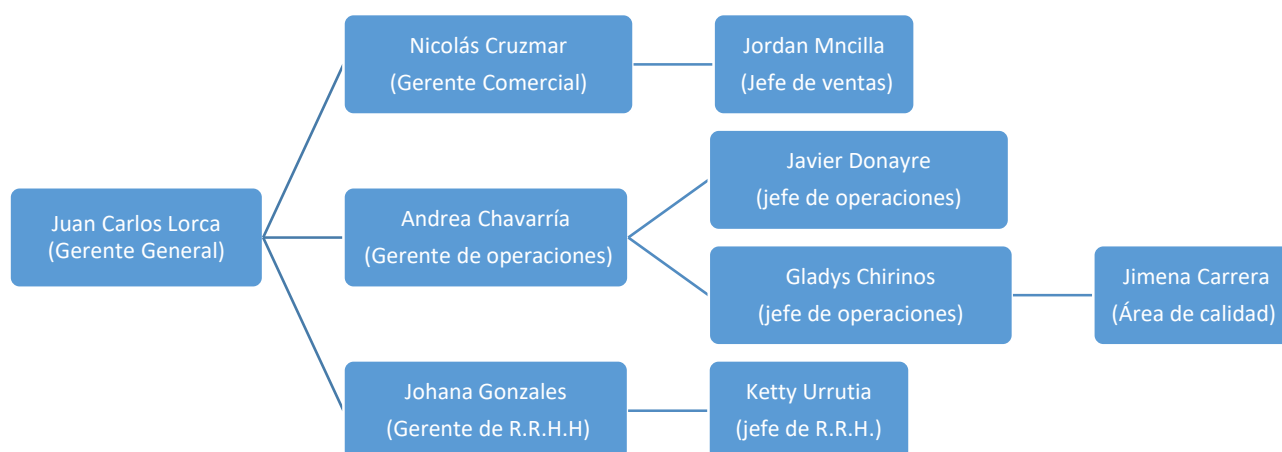 Nicolás Cruzmar
(Gerente Comercial)
Jordan Mncilla
(Jefe de ventas)
Javier Donayre
(jefe de operaciones)
Juan Carlos Lorca
(Gerente General)
Andrea Chavarría
(Gerente de operaciones)
Gladys Chirinos
(jefe de operaciones)
Jimena Carrera
(Área de calidad)
Johana Gonzales
(Gerente de R.R.H.H)
Ketty Urrutia
(jefe de R.R.H.)